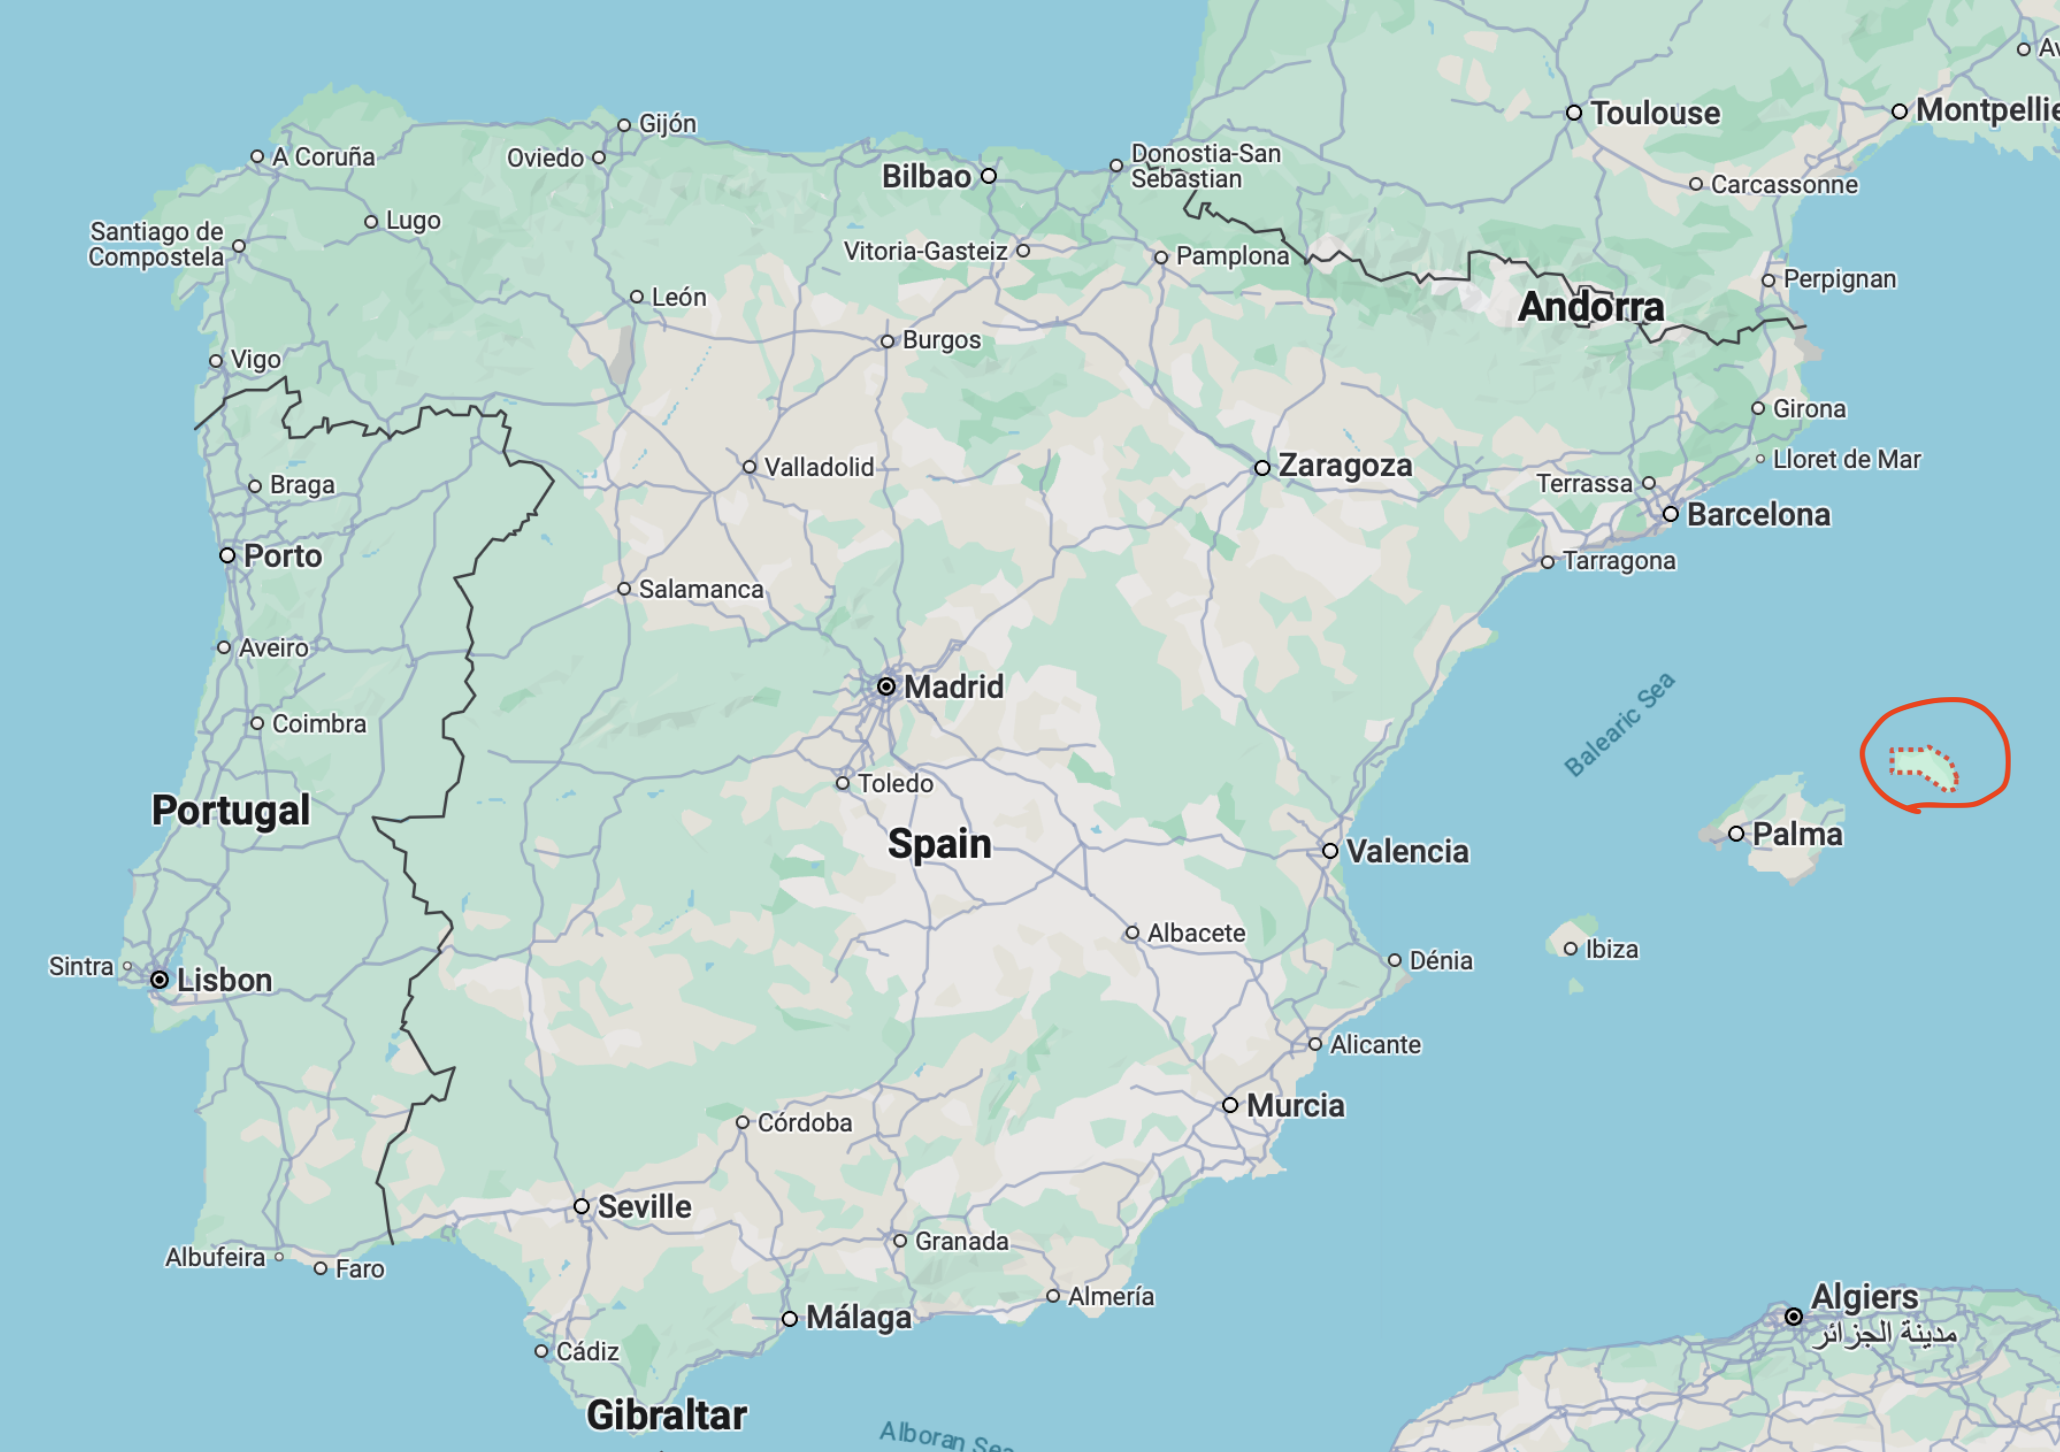 Av
Toulouse
Montpellie
Gijón
A Coruña
Oviedo
Donostia-San
Sebastian
Bilbao
Carcassonne
Lugo
Santiago de
Compostela
Vitoria-Gasteiz
Pamplona
Perpignan
León
Andorra
Burgos
Vigo
Girona
Valladolid
Zaragoza
Lloret de Mar
Braga
Terrassa
Barcelona
Porto
Tarragona
Salamanca
Aveiro
Madrid
Coimbra
Balearic Sea
Toledo
Portugal
Spain
Palma
Valencia
Albacete
Ibiza
Dénia
Sintra
Lisbon
Alicante
Murcia
Córdoba
Seville
Granada
Albufeira
Faro
Almería
Algiers
مدينة الجزائر
Málaga
Cádiz
Gibraltar
Alboran Sea